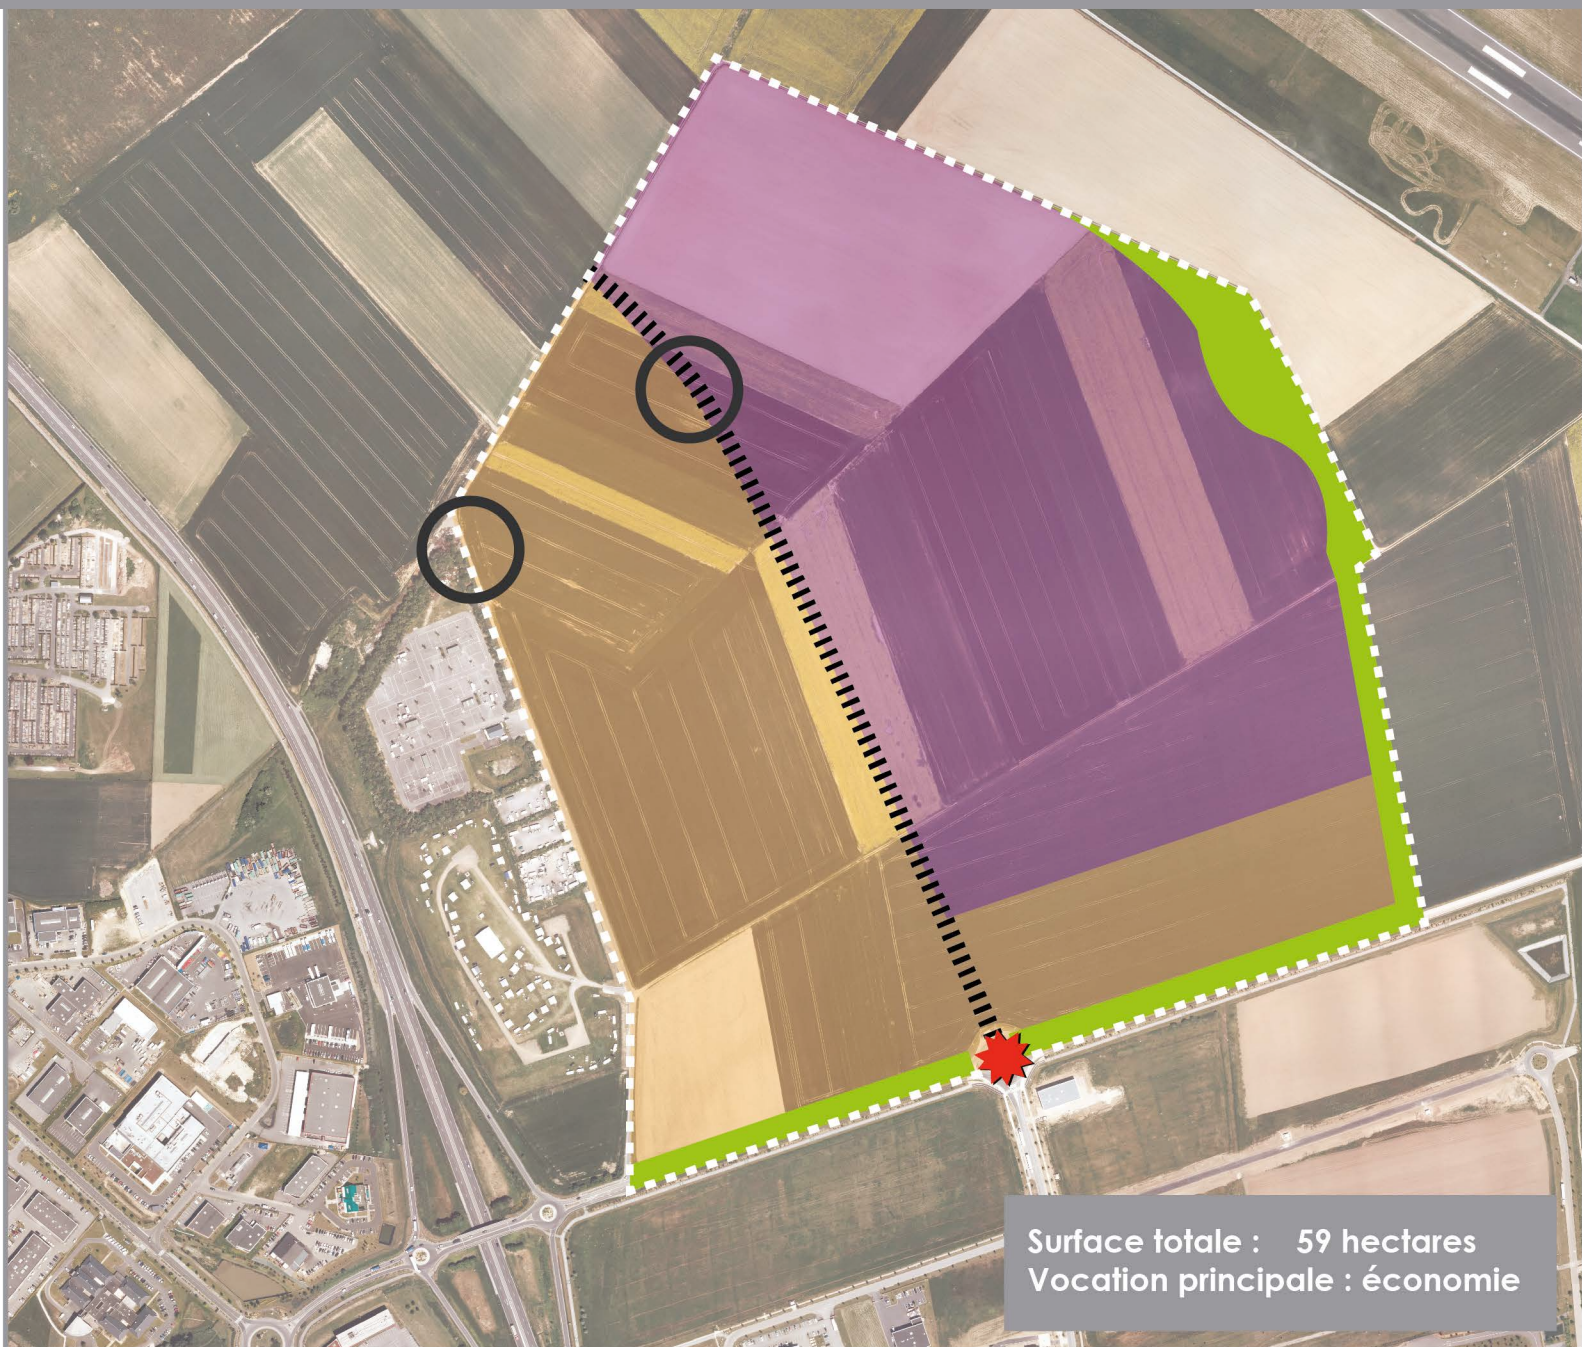 Surface totale : 59 hectares
Vocation principale : économie